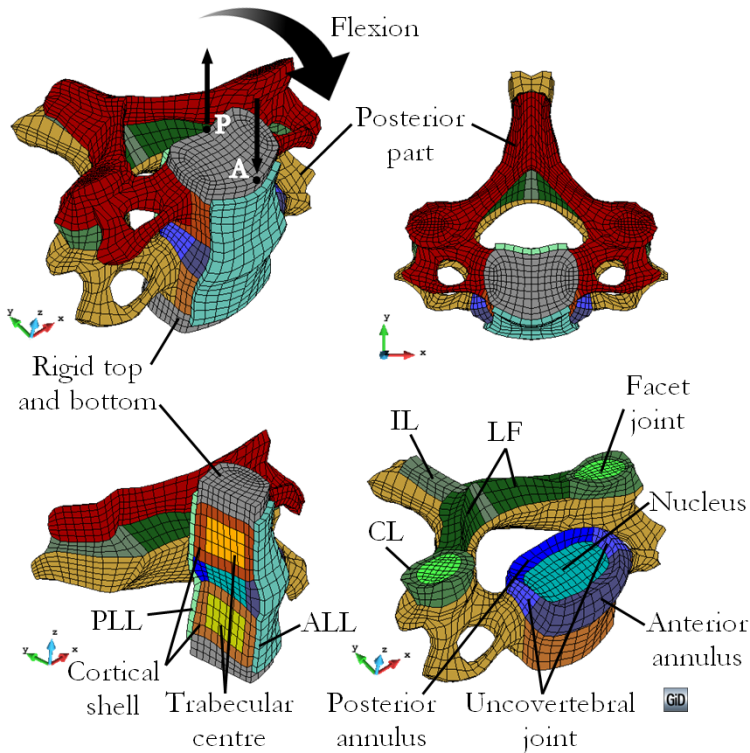 Flexion
P
A
Posterior
part
y
z
x
y
x
Rigid top
and bottom
Facet
joint
IL
LF
Nucleus
CL
PLL
ALL
Anterior
annulus
z
y
x
z
y
x
Cortical
shell
Trabecular
centre
Posterior
annulus
Uncovertebral
joint
GiD